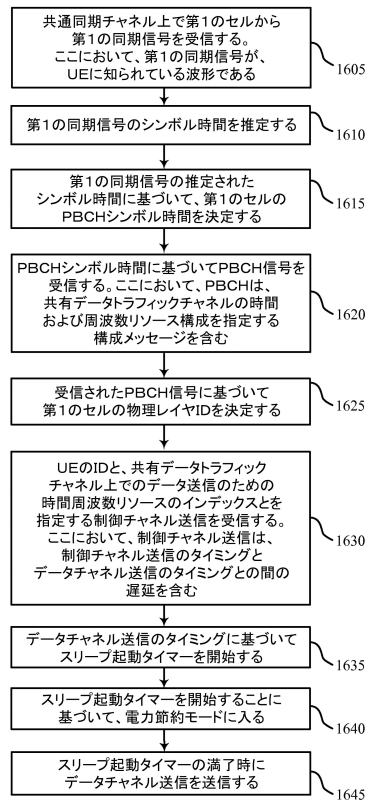 共通同期チャネル上で第1のセルから
第1の同期信号を受信する。
ここにおいて、第1の同期信号が、
UEに知られている波形である
1605
第1の同期信号のシンボル時間を推定する
1610
第1の同期信号の推定された
シンボル時間に基づいて、第1のセルの
PBCHシンボル時間を決定する
1615
PBCHシンボル時間に基づいてPBCH信号を
受信する。ここにおいて、PBCHは、
共有データトラフィックチャネルの時間
および周波数リソース構成を指定する
構成メッセージを含む
1620
受信されたPBCH信号に基づいて
第1のセルの物理レイヤIDを決定する
1625
UEのIDと、共有データトラフィック
チャネル上でのデータ送信のための
時間周波数リソースのインデックスとを
指定する制御チャネル送信を受信する。
ここにおいて、制御チャネル送信は、
制御チャネル送信のタイミングと
データチャネル送信のタイミングとの間の
遅延を含む
1630
データチャネル送信のタイミングに基づいて
スリープ起動タイマーを開始する
1635
スリープ起動タイマーを開始することに
基づいて、電力節約モードに入る
1640
スリープ起動タイマーの満了時に
データチャネル送信を送信する
1645